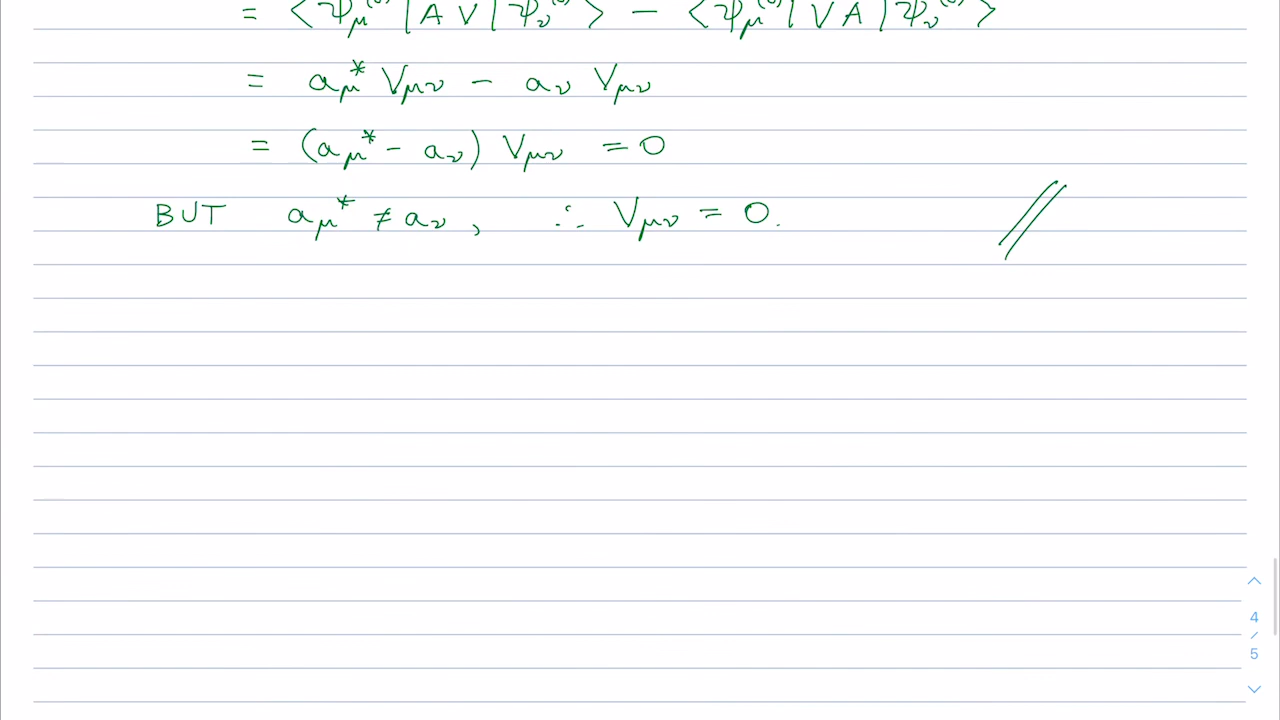 = ⟨Ψ_μ^(0) | A V | Ψ_ν^(0)⟩ − ⟨Ψ_μ^(0) | V A | Ψ_ν^(0)⟩
= a_μ^* V_μν − a_ν V_μν
= (a_μ^* − a_ν) V_μν = 0
BUT a_μ^* ≠ a_ν , ∴ V_μν = 0. //
4
/
5